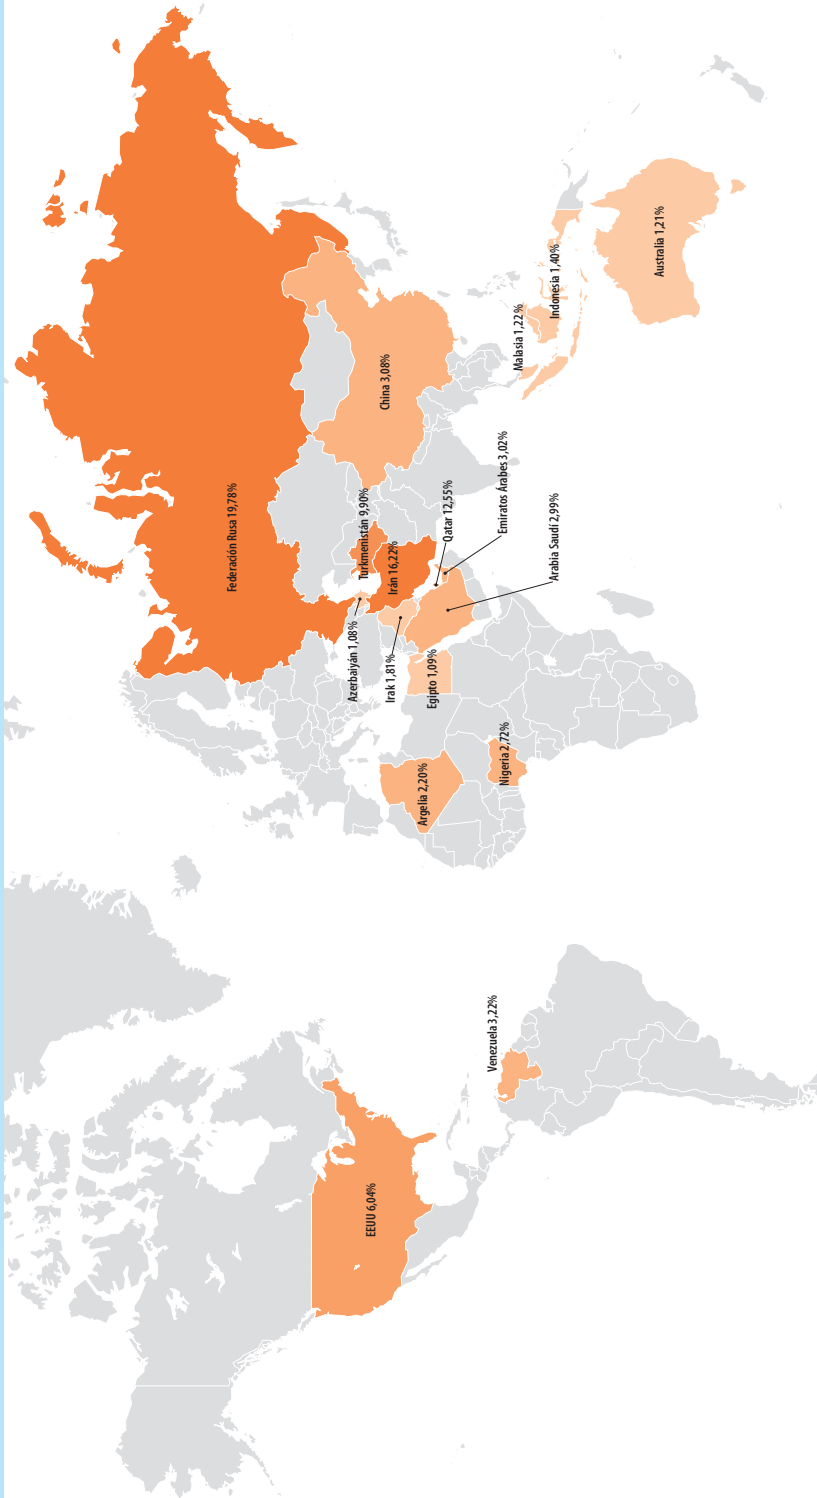 EEUU 6,04%
Venezuela 3,22%
Argelia 2,20%
Nigeria 2,72%
Egipto 1,09%
Irak 1,81%
Azerbaiyán 1,08%
Federación Rusa 19,78%
Turkmenistán 9,90%
Irán 16,22%
Qatar 12,55%
Emiratos Árabes 3,02%
Arabia Saudí 2,99%
China 3,08%
Malasia 1,22%
Indonesia 1,40%
Australia 1,21%